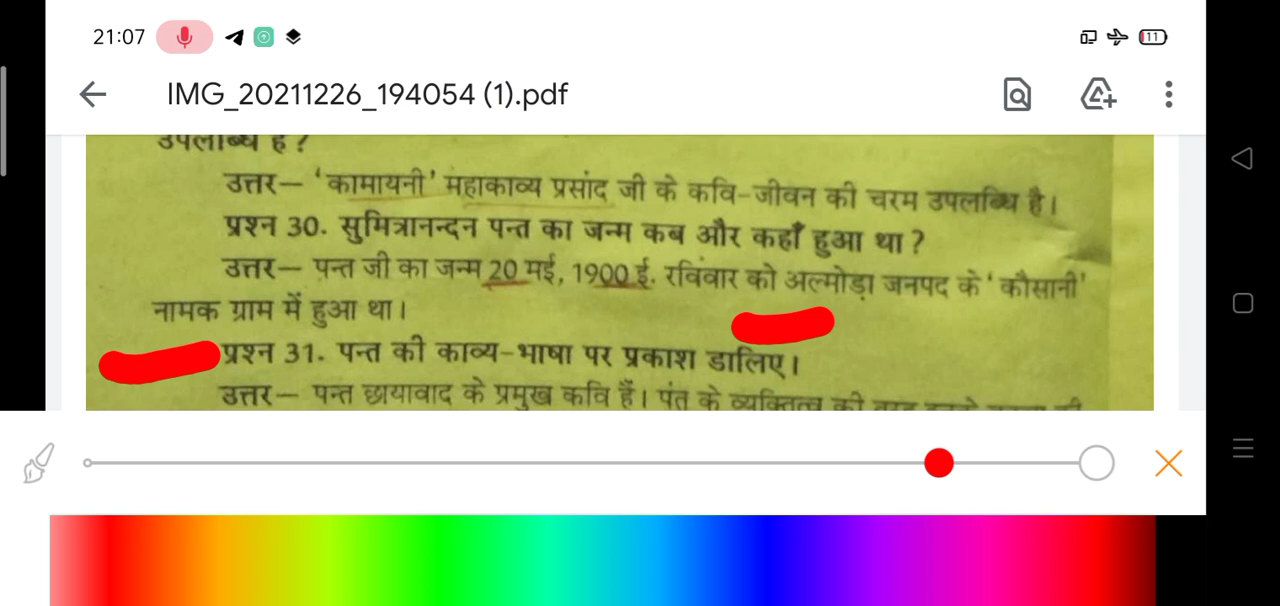 21:07
11
IMG_20211226_194054 (1).pdf
उपलब्धि है?
उत्तर— 'कामायनी' महाकाव्य प्रसाद जी के कवि-जीवन की चरम उपलब्धि है।
प्रश्न 30. सुमित्रानन्दन पन्त का जन्म कब और कहाँ हुआ था?
उत्तर— पन्त जी का जन्म 20 मई, 1900 ई. रविवार को अल्मोड़ा जनपद के 'कौसानी'
नामक ग्राम में हुआ था।
प्रश्न 31. पन्त की काव्य-भाषा पर प्रकाश डालिए।
उत्तर— पन्त छायावाद के प्रमुख कवि हैं। पंत के व्यक्तित्व की